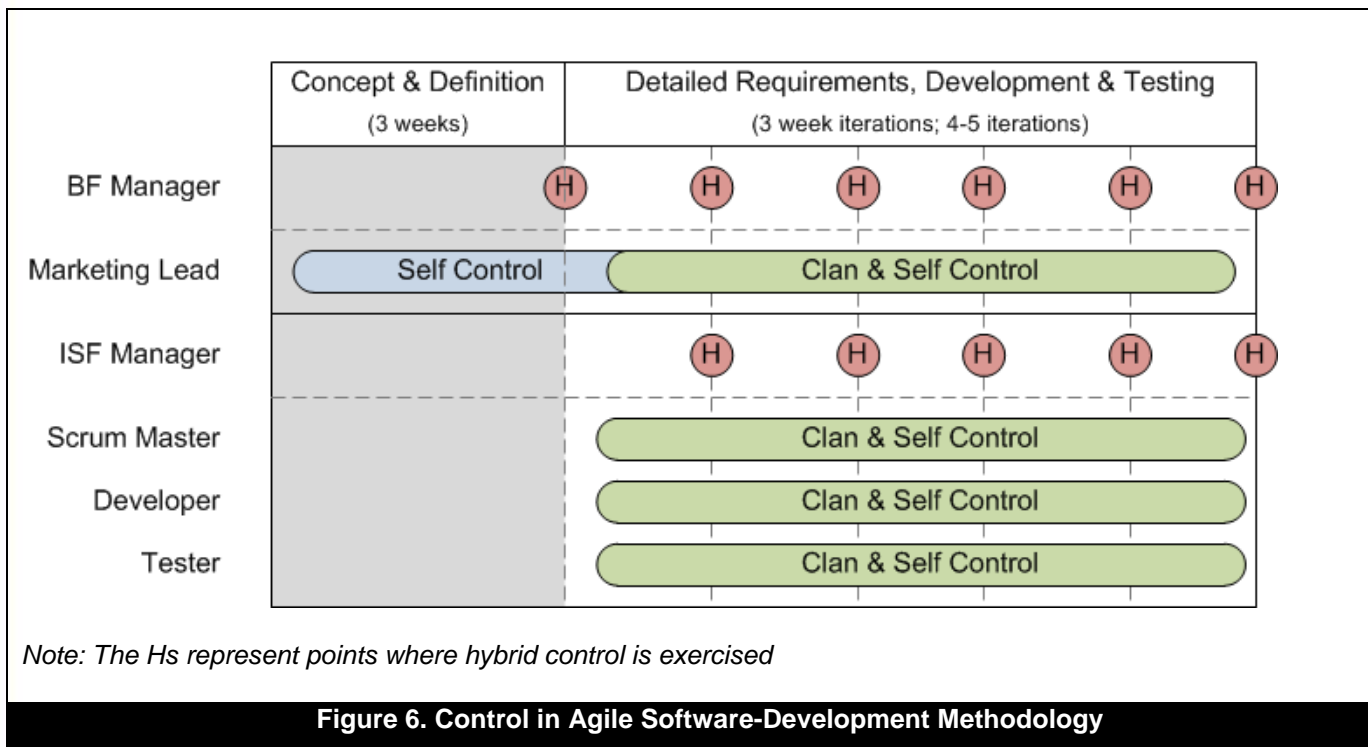 Concept & Definition
(3 weeks)
Detailed Requirements, Development & Testing
(3 week iterations; 4-5 iterations)
BF Manager
H H H H H H
Marketing Lead
Self Control
Clan & Self Control
ISF Manager
H H H H H
Scrum Master
Clan & Self Control
Developer
Clan & Self Control
Tester
Clan & Self Control
Note: The Hs represent points where hybrid control is exercised
Figure 6. Control in Agile Software-Development Methodology